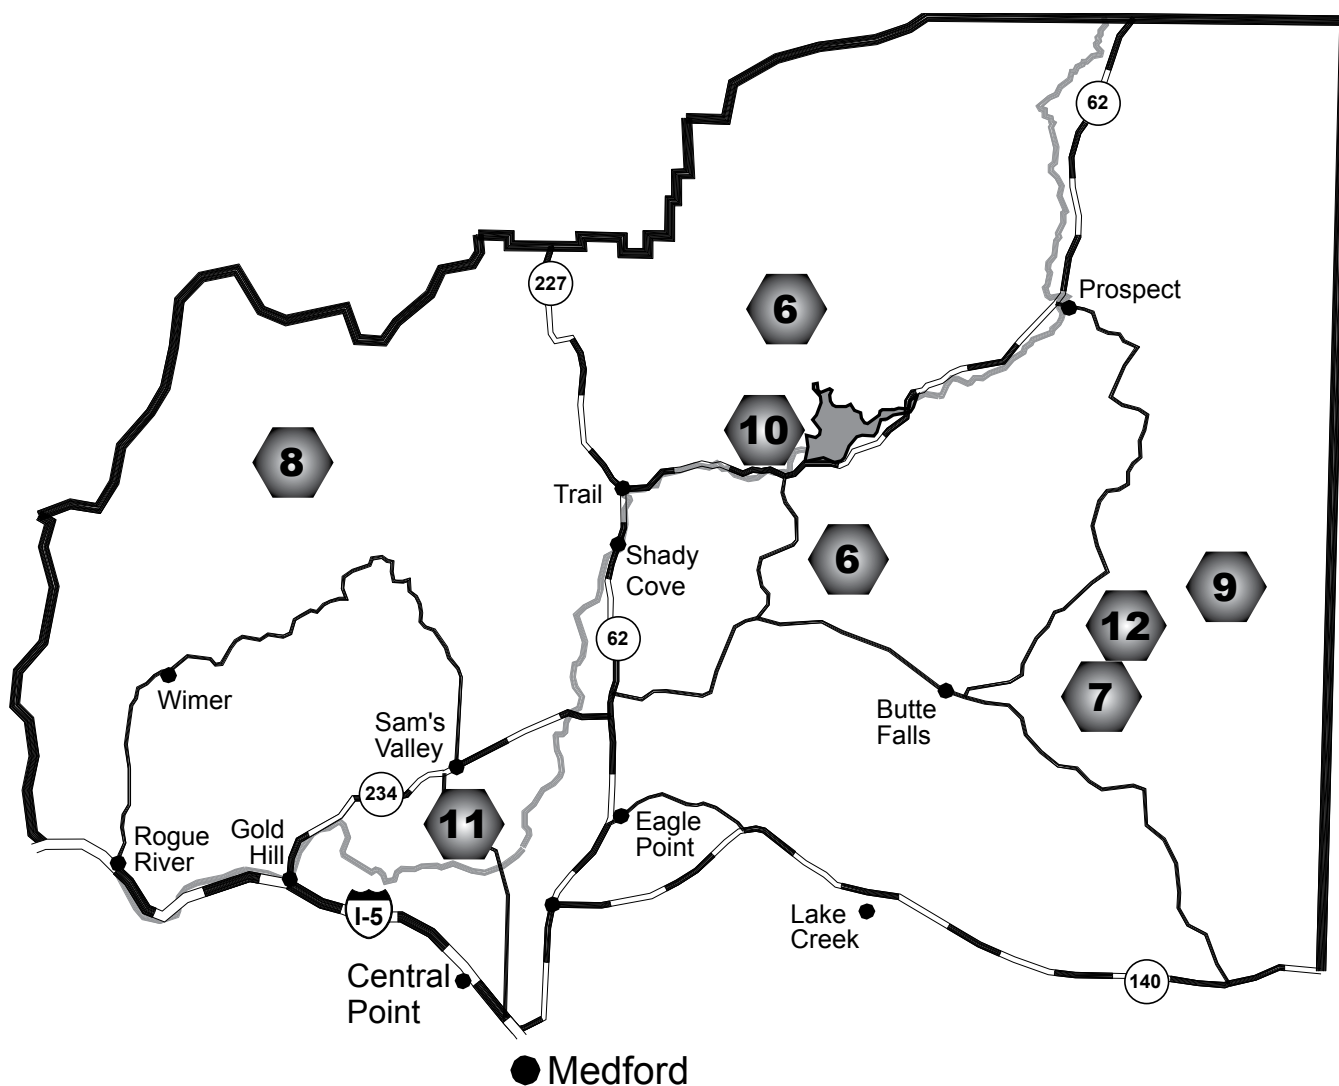 62
227
Prospect
6
10
8
Trail
Shady
Cove
6
9
12
62
7
Wimer
Butte
Falls
Sam's
Valley
234
11
Rogue
River
Gold
Hill
Eagle
Point
I-5
Lake
Creek
Central
Point
140
Medford